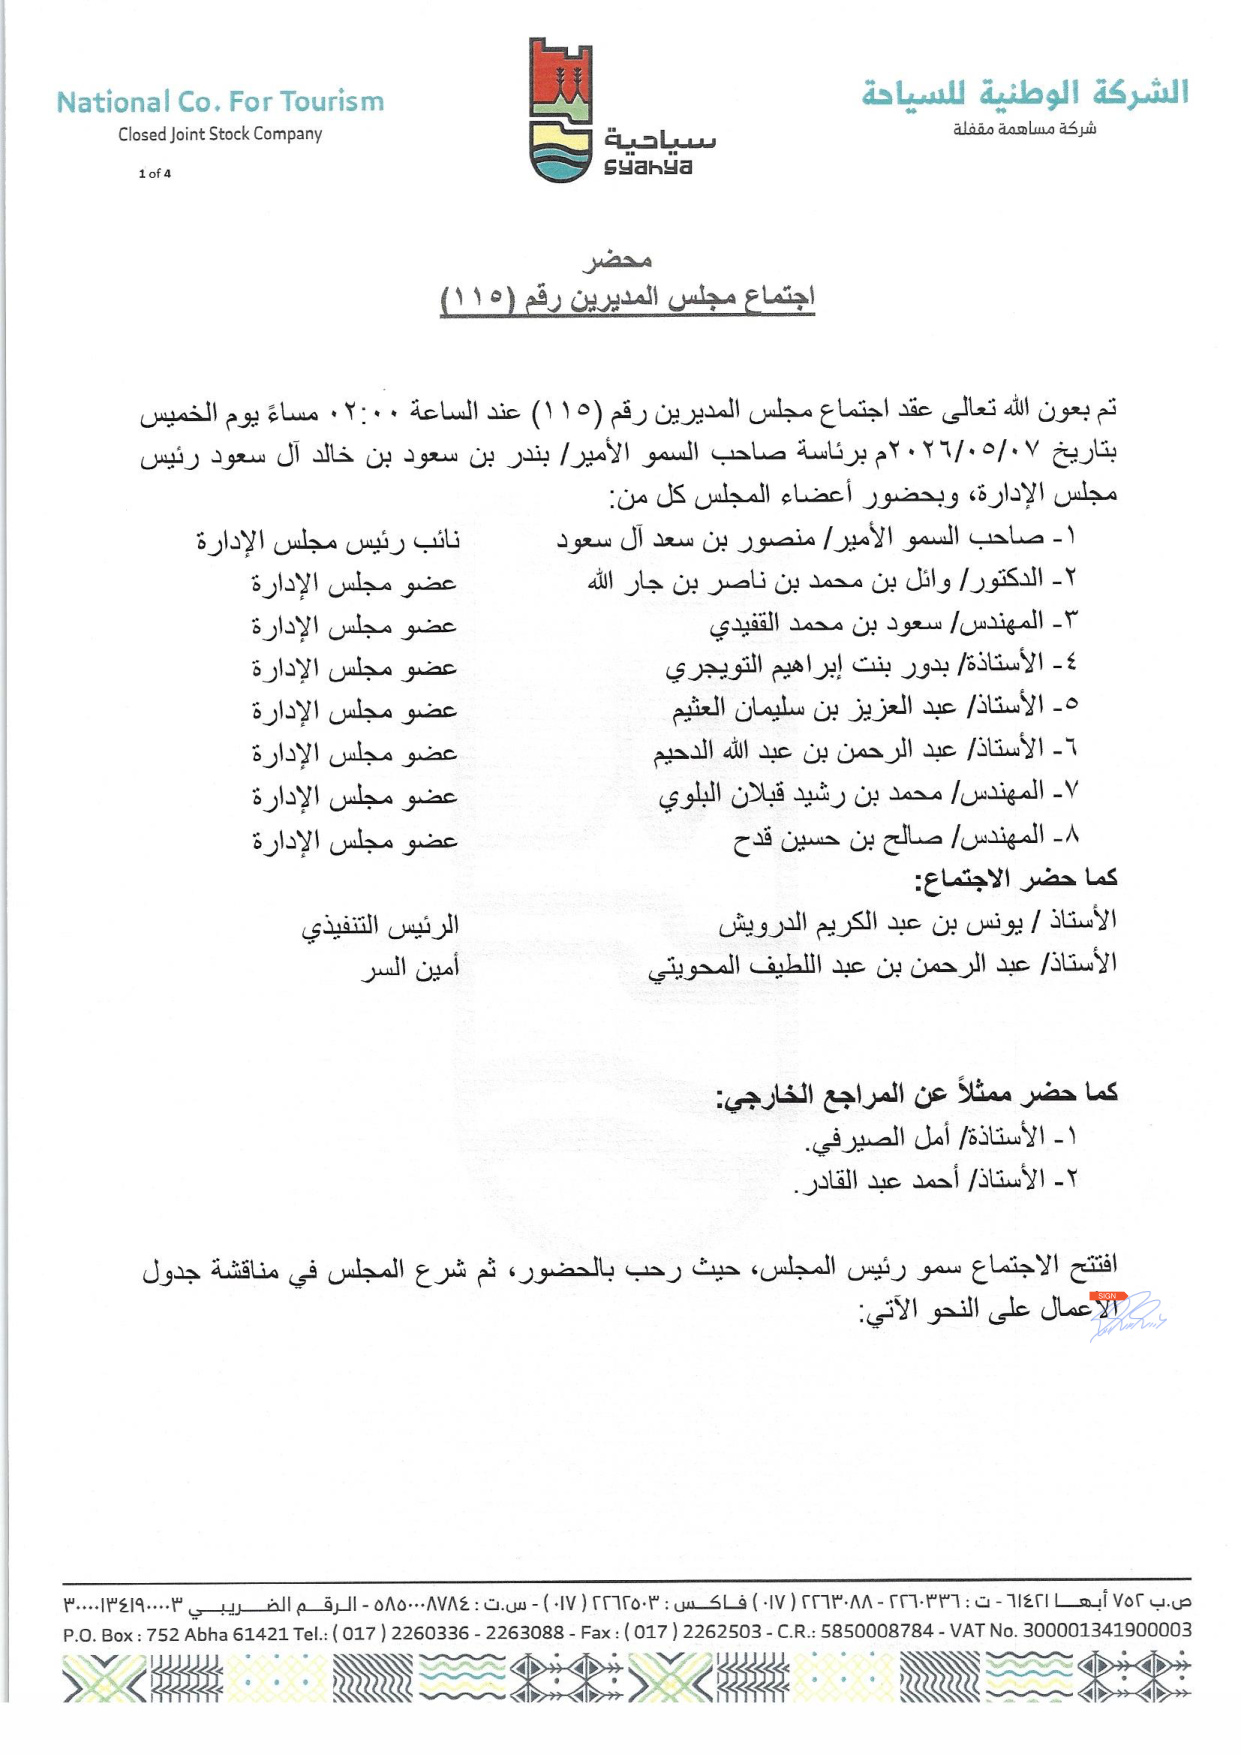 National Co. For Tourism
Closed Joint Stock Company
1 of 4
سياحية
syahya
الشركة الوطنية للسياحة
شركة مساهمة مقفلة
محضر
اجتماع مجلس المديرين رقم (١١٥)
تم بعون الله تعالى عقد اجتماع مجلس المديرين رقم (١١٥) عند الساعة ٠٢:٠٠ مساءً يوم الخميس
بتاريخ ٢٠٢٦/٠٥/٠٧م برئاسة صاحب السمو الأمير/ بندر بن سعود بن خالد آل سعود رئيس
مجلس الإدارة، وبحضور أعضاء المجلس كل من:
١- صاحب السمو الأمير/ منصور بن سعد آل سعود نائب رئيس مجلس الإدارة
٢- الدكتور/ وائل بن محمد بن ناصر بن جار الله عضو مجلس الإدارة
٣- المهندس/ سعود بن محمد القفيدي عضو مجلس الإدارة
٤- الأستاذة/ بدور بنت إبراهيم التويجري عضو مجلس الإدارة
٥- الأستاذ/ عبد العزيز بن سليمان العثيم عضو مجلس الإدارة
٦- الأستاذ/ عبد الرحمن بن عبد الله الدحيم عضو مجلس الإدارة
٧- المهندس/ محمد بن رشيد قبلان البلوي عضو مجلس الإدارة
٨- المهندس/ صالح بن حسين قدح عضو مجلس الإدارة
كما حضر الاجتماع:
الأستاذ / يونس بن عبد الكريم الدرويش الرئيس التنفيذي
الأستاذ/ عبد الرحمن بن عبد اللطيف المحويتي أمين السر
كما حضر ممثلاً عن المراجع الخارجي:
١- الأستاذة/ أمل الصيرفي.
٢- الأستاذ/ أحمد عبد القادر.
افتتح الاجتماع سمو رئيس المجلس، حيث رحب بالحضور، ثم شرع المجلس في مناقشة جدول
الأعمال على النحو الآتي:
SIGN
ص.ب ٧٥٢ أبهـــا ٦١٤٢١ - ت : ٢٢٦٠٣٣٦ - ٢٢٦٣٠٨٨ (٠١٧) فـاكـــس : ٢٢٦٢٥٠٣ (٠١٧) - س.ت : ٥٨٥٠٠٠٨٧٨٤ - الـرقـــم الضـــريبـــي ٣٠٠٠٠١٣٤١٩٠٠٠٠٣
P.O. Box : 752 Abha 61421 Tel.: ( 017 ) 2260336 - 2263088 - Fax : ( 017 ) 2262503 - C.R.: 5850008784 - VAT No. 300001341900003